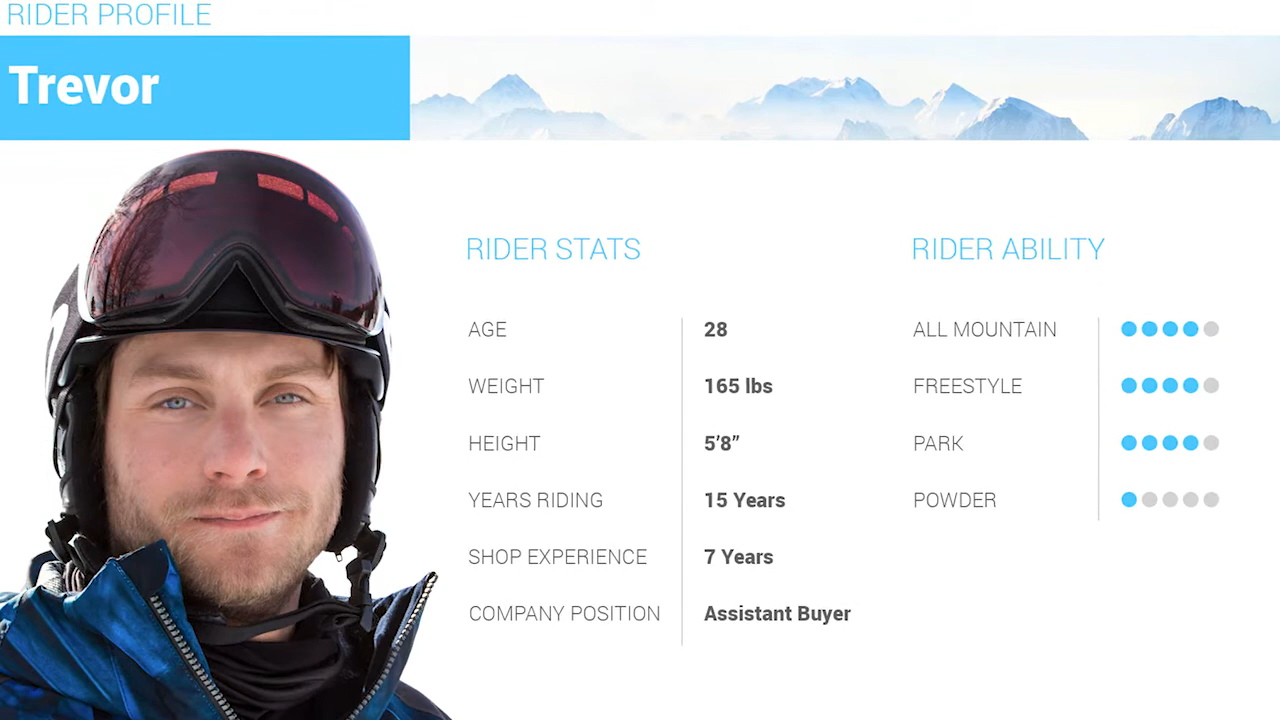 RIDER PROFILE
Trevor
RIDER STATS
AGE 28
WEIGHT 165 lbs
HEIGHT 5’8”
YEARS RIDING 15 Years
SHOP EXPERIENCE 7 Years
COMPANY POSITION Assistant Buyer
RIDER ABILITY
ALL MOUNTAIN
FREESTYLE
PARK
POWDER